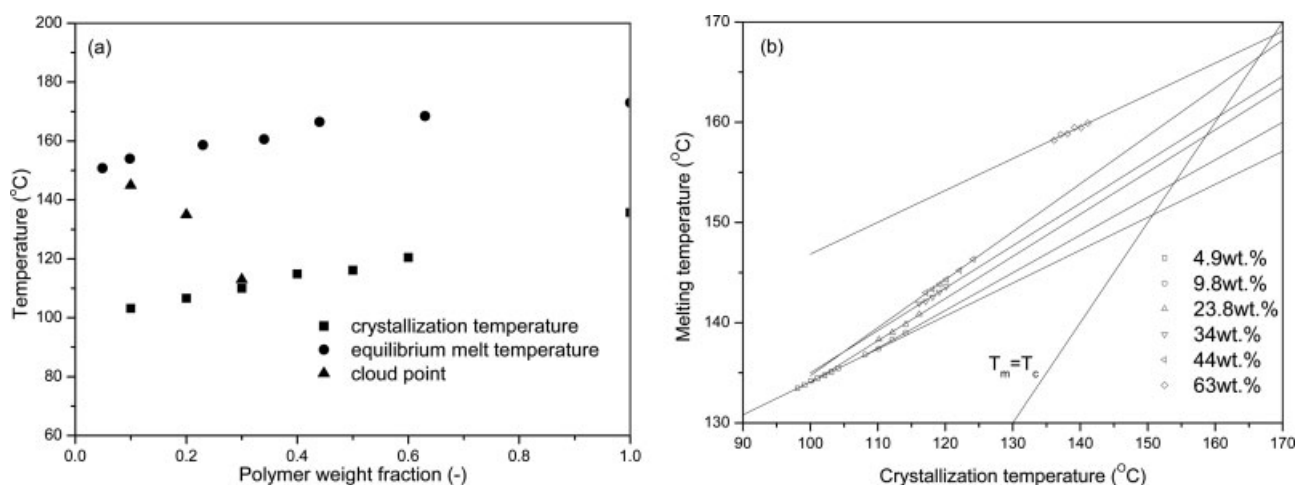 (a)
200
180
160
140
120
100
80
60
Temperature (°C)
0.0 0.2 0.4 0.6 0.8 1.0
Polymer weight fraction (-)
crystallization temperature
equilibrium melt temperature
cloud point
(b)
170
160
150
140
130
Melting temperature (°C)
90 100 110 120 130 140 150 160 170
Crystallization temperature (°C)
Tm=Tc
4.9wt.%
9.8wt.%
23.8wt.%
34wt.%
44wt.%
63wt.%